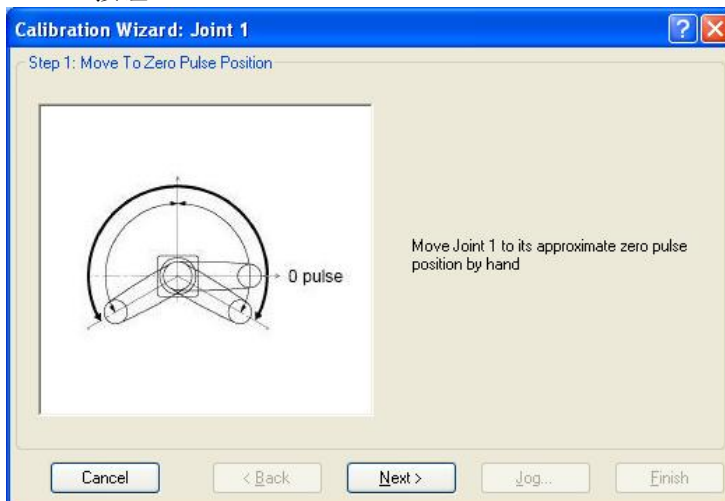 Calibration Wizard: Joint 1
Step 1: Move To Zero Pulse Position
0 pulse
Move Joint 1 to its approximate zero pulse
position by hand
Cancel
< Back
Next >
Jog...
Finish